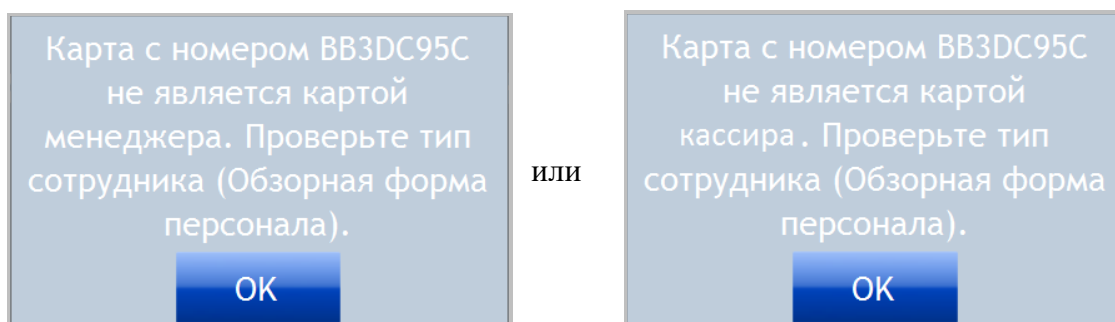 Карта с номером BB3DC95C
не является картой
менеджера. Проверьте тип
сотрудника (Обзорная форма
персонала).
OK
или
Карта с номером BB3DC95C
не является картой
кассира. Проверьте тип
сотрудника (Обзорная форма
персонала).
OK